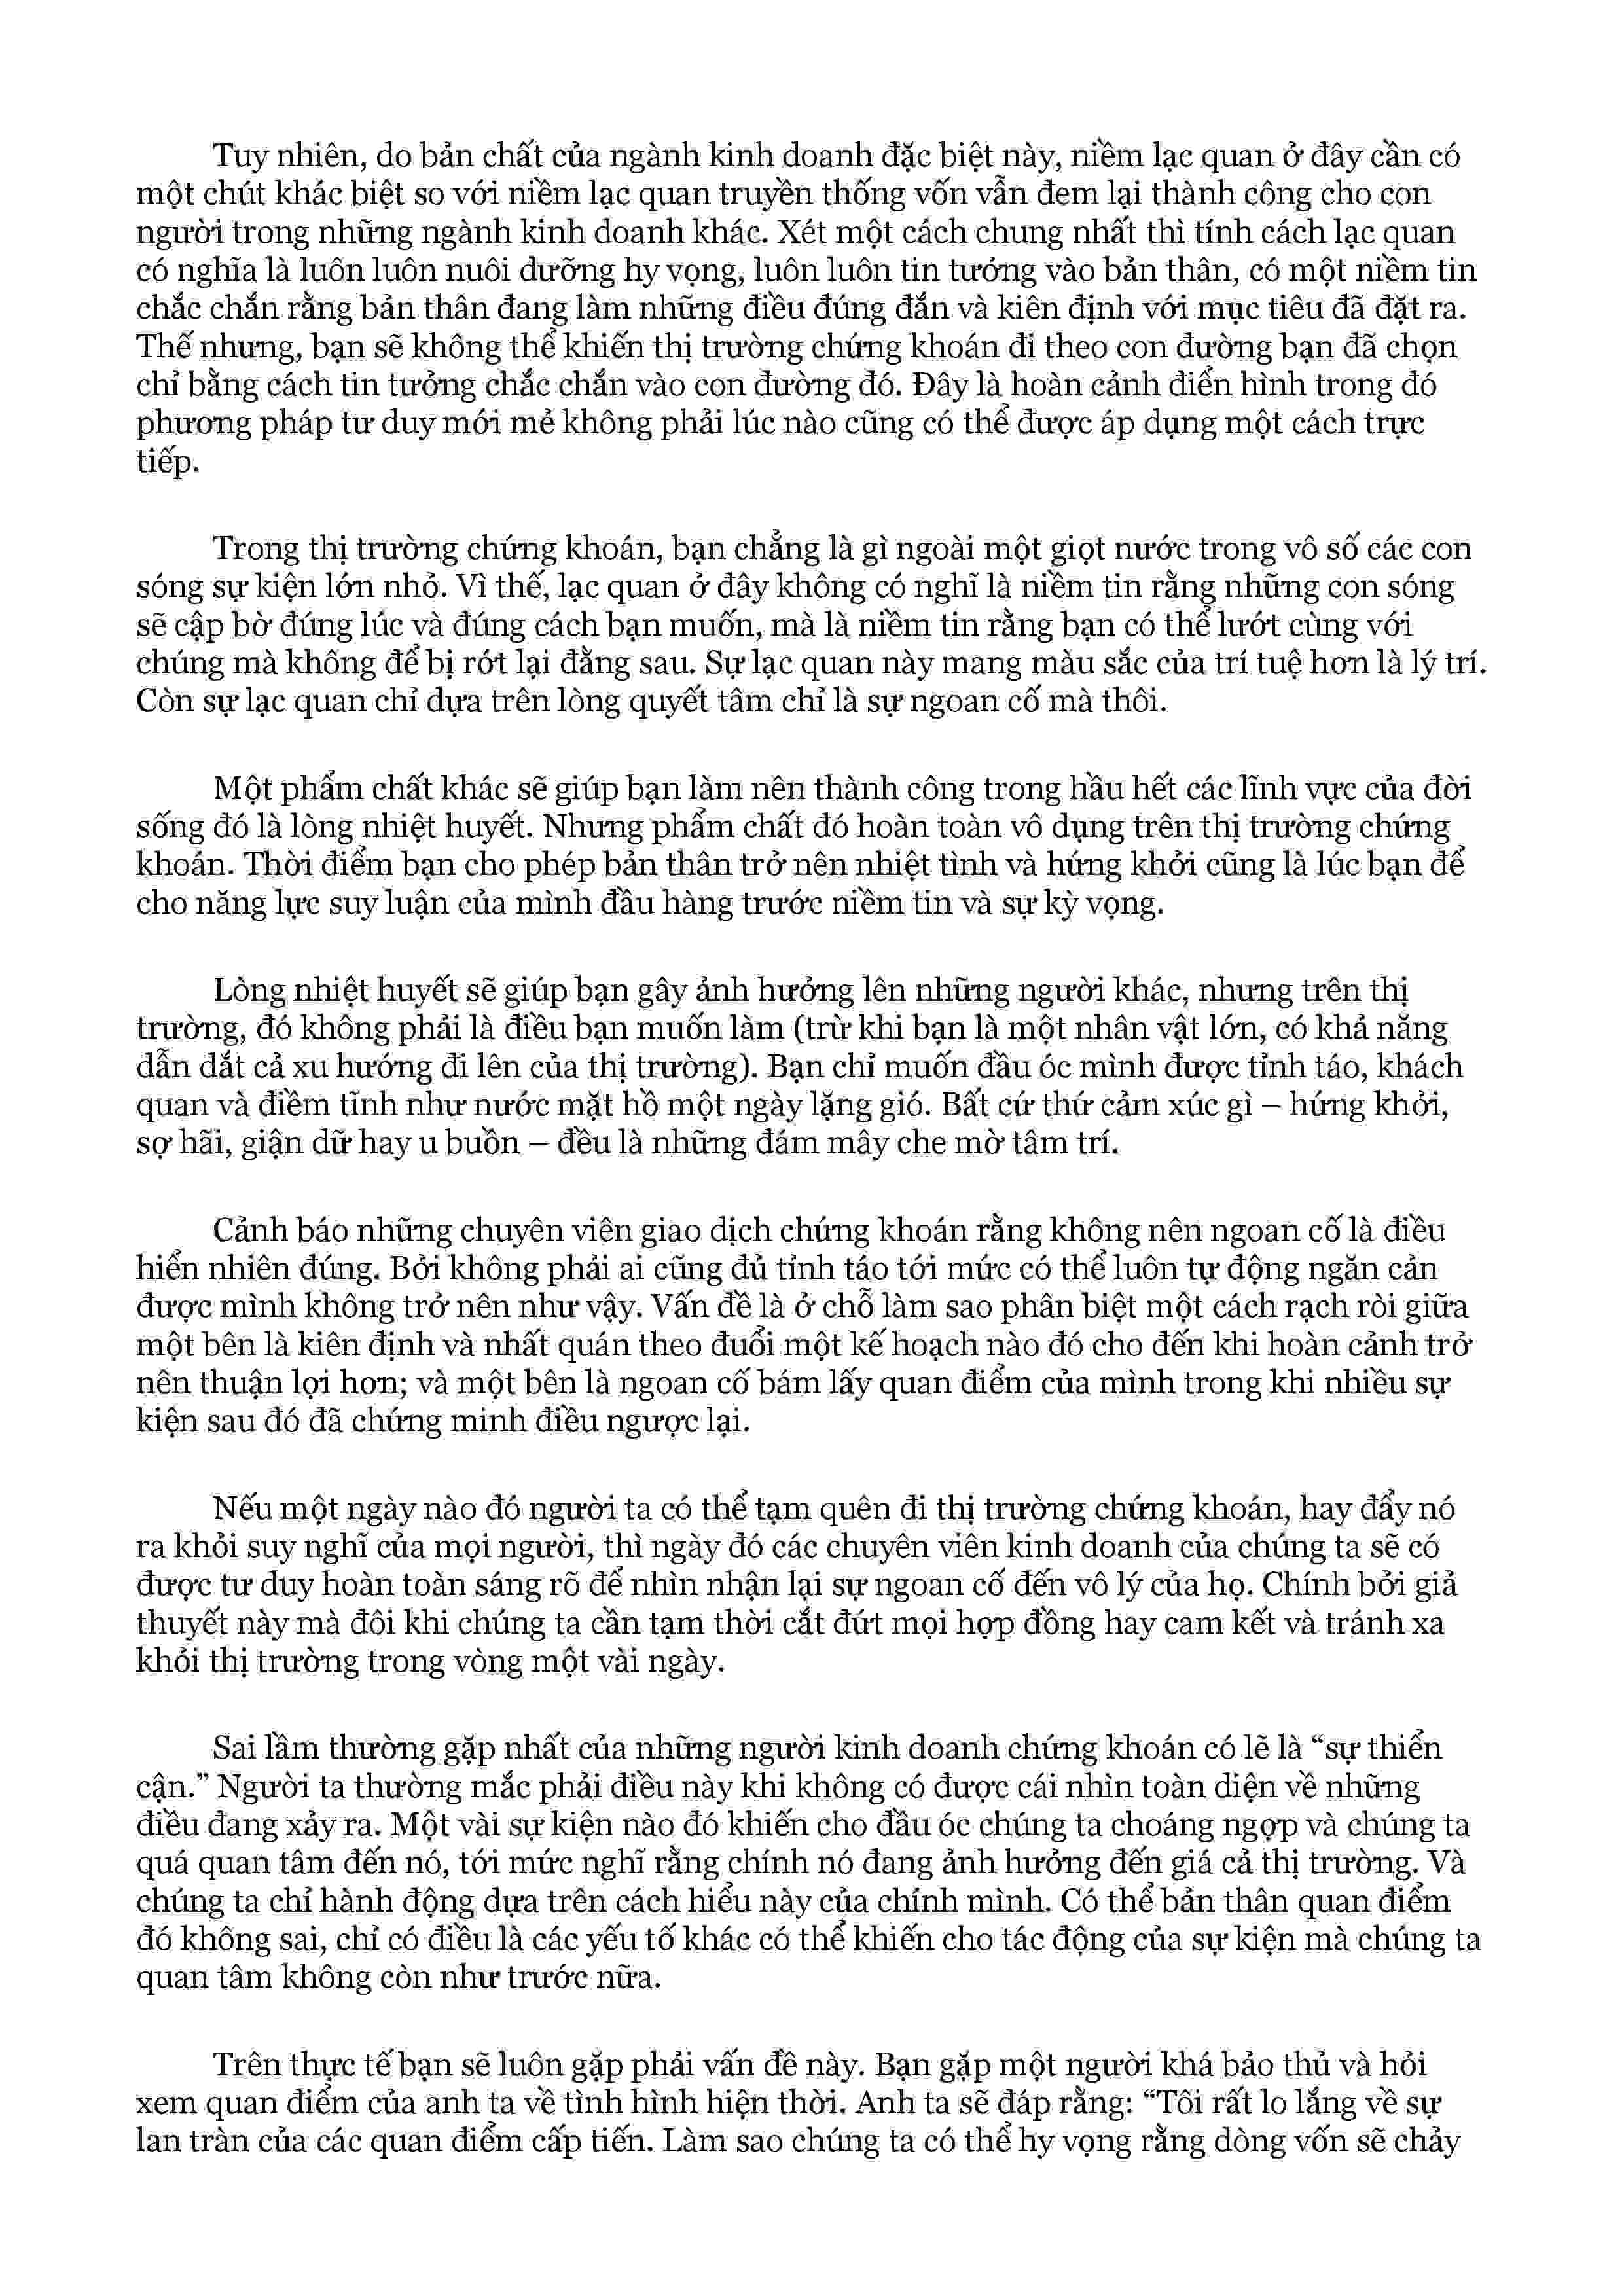 Tuy nhiên, do bản chất của ngành kinh doanh đặc biệt này, niềm lạc quan ở đây cần có
một chút khác biệt so với niềm lạc quan truyền thống vốn vẫn đem lại thành công cho con
người trong những ngành kinh doanh khác. Xét một cách chung nhất thì tính cách lạc quan
có nghĩa là luôn luôn nuôi dưỡng hy vọng, luôn luôn tin tưởng vào bản thân, có một niềm tin
chắc chắn rằng bản thân đang làm những điều đúng đắn và kiên định với mục tiêu đã đặt ra.
Thế nhưng, bạn sẽ không thể khiến thị trường chứng khoán đi theo con đường bạn đã chọn
chỉ bằng cách tin tưởng chắc chắn vào con đường đó. Đây là hoàn cảnh điển hình trong đó
phương pháp tư duy mới mẻ không phải lúc nào cũng có thể được áp dụng một cách trực
tiếp.
Trong thị trường chứng khoán, bạn chẳng là gì ngoài một giọt nước trong vô số các con
sóng sự kiện lớn nhỏ. Vì thế, lạc quan ở đây không có nghĩ là niềm tin rằng những con sóng
sẽ cập bờ đúng lúc và đúng cách bạn muốn, mà là niềm tin rằng bạn có thể lướt cùng với
chúng mà không để bị rớt lại đằng sau. Sự lạc quan này mang màu sắc của trí tuệ hơn là lý trí.
Còn sự lạc quan chỉ dựa trên lòng quyết tâm chỉ là sự ngoan cố mà thôi.
Một phẩm chất khác sẽ giúp bạn làm nên thành công trong hầu hết các lĩnh vực của đời
sống đó là lòng nhiệt huyết. Nhưng phẩm chất đó hoàn toàn vô dụng trên thị trường chứng
khoán. Thời điểm bạn cho phép bản thân trở nên nhiệt tình và hứng khởi cũng là lúc bạn để
cho năng lực suy luận của mình đầu hàng trước niềm tin và sự kỳ vọng.
Lòng nhiệt huyết sẽ giúp bạn gây ảnh hưởng lên những người khác, nhưng trên thị
trường, đó không phải là điều bạn muốn làm (trừ khi bạn là một nhân vật lớn, có khả năng
dẫn dắt cả xu hướng đi lên của thị trường). Bạn chỉ muốn đầu óc mình được tỉnh táo, khách
quan và điềm tĩnh như nước mặt hồ một ngày lặng gió. Bất cứ thứ cảm xúc gì – hứng khởi,
sợ hãi, giận dữ hay u buồn – đều là những đám mây che mờ tâm trí.
Cảnh báo những chuyên viên giao dịch chứng khoán rằng không nên ngoan cố là điều
hiển nhiên đúng. Bởi không phải ai cũng đủ tỉnh táo tới mức có thể luôn tự động ngăn cản
được mình không trở nên như vậy. Vấn đề là ở chỗ làm sao phân biệt một cách rạch ròi giữa
một bên là kiên định và nhất quán theo đuổi một kế hoạch nào đó cho đến khi hoàn cảnh trở
nên thuận lợi hơn; và một bên là ngoan cố bám lấy quan điểm của mình trong khi nhiều sự
kiện sau đó đã chứng minh điều ngược lại.
Nếu một ngày nào đó người ta có thể tạm quên đi thị trường chứng khoán, hay đẩy nó
ra khỏi suy nghĩ của mọi người, thì ngày đó các chuyên viên kinh doanh của chúng ta sẽ có
được tư duy hoàn toàn sáng rõ để nhìn nhận lại sự ngoan cố đến vô lý của họ. Chính bởi giả
thuyết này mà đôi khi chúng ta cần tạm thời cắt đứt mọi hợp đồng hay cam kết và tránh xa
khỏi thị trường trong vòng một vài ngày.
Sai lầm thường gặp nhất của những người kinh doanh chứng khoán có lẽ là “sự thiển
cận.” Người ta thường mắc phải điều này khi không có được cái nhìn toàn diện về những
điều đang xảy ra. Một vài sự kiện nào đó khiến cho đầu óc chúng ta choáng ngợp và chúng ta
quá quan tâm đến nó, tới mức nghĩ rằng chính nó đang ảnh hưởng đến giá cả thị trường. Và
chúng ta chỉ hành động dựa trên cách hiểu này của chính mình. Có thể bản thân quan điểm
đó không sai, chỉ có điều là các yếu tố khác có thể khiến cho tác động của sự kiện mà chúng ta
quan tâm không còn như trước nữa.
Trên thực tế bạn sẽ luôn gặp phải vấn đề này. Bạn gặp một người khá bảo thủ và hỏi
xem quan điểm của anh ta về tình hình hiện thời. Anh ta sẽ đáp rằng: “Tôi rất lo lắng về sự
lan tràn của các quan điểm cấp tiến. Làm sao chúng ta có thể hy vọng rằng dòng vốn sẽ chảy